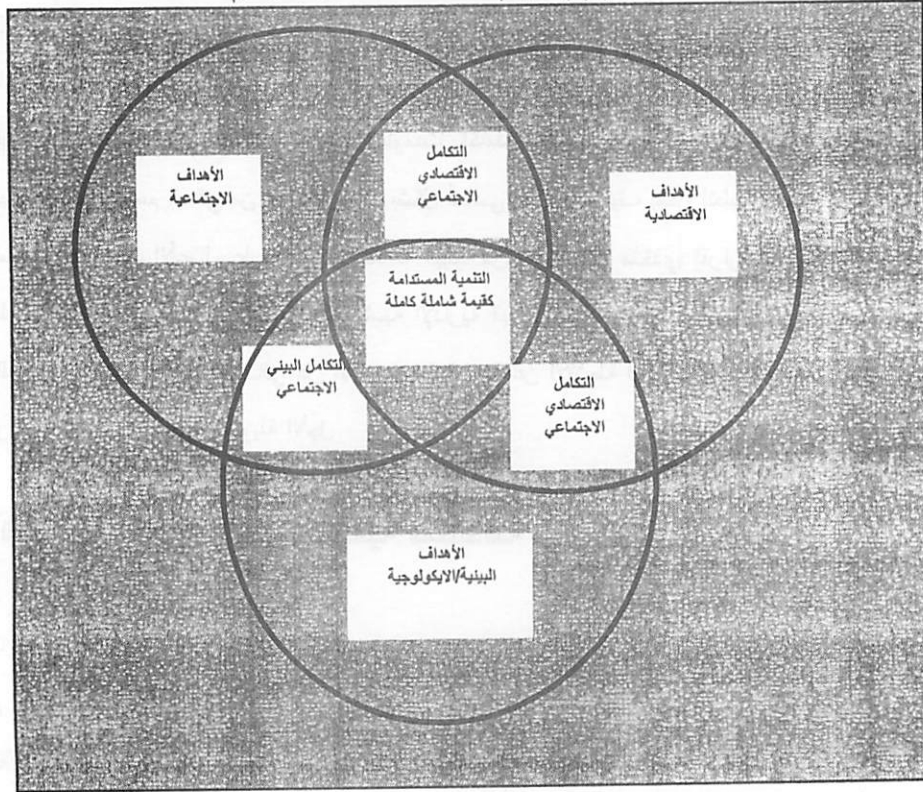 الأهداف
الاجتماعية
التكامل
الاقتصادي
الاجتماعي
الأهداف
الاقتصادية
التنمية المستدامة
كقيمة شاملة كاملة
التكامل البيئي
الاجتماعي
التكامل
الاقتصادي
الاجتماعي
الأهداف
البيئية/الايكولوجية